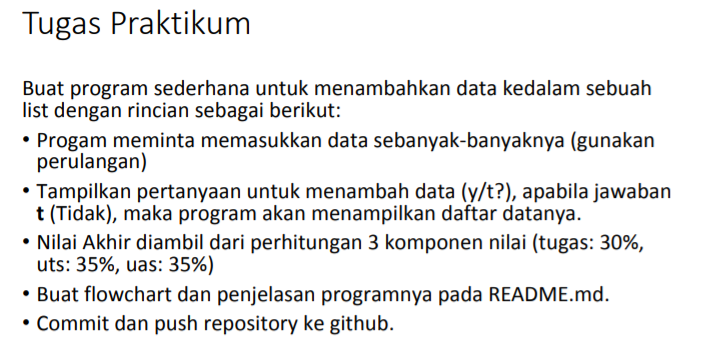 Tugas Praktikum
Buat program sederhana untuk menambahkan data kedalam sebuah
list dengan rincian sebagai berikut:
• Progam meminta memasukkan data sebanyak-banyaknya (gunakan
perulangan)
• Tampilkan pertanyaan untuk menambah data (y/t?), apabila jawaban
t (Tidak), maka program akan menampilkan daftar datanya.
• Nilai Akhir diambil dari perhitungan 3 komponen nilai (tugas: 30%,
uts: 35%, uas: 35%)
• Buat flowchart dan penjelasan programnya pada README.md.
• Commit dan push repository ke github.